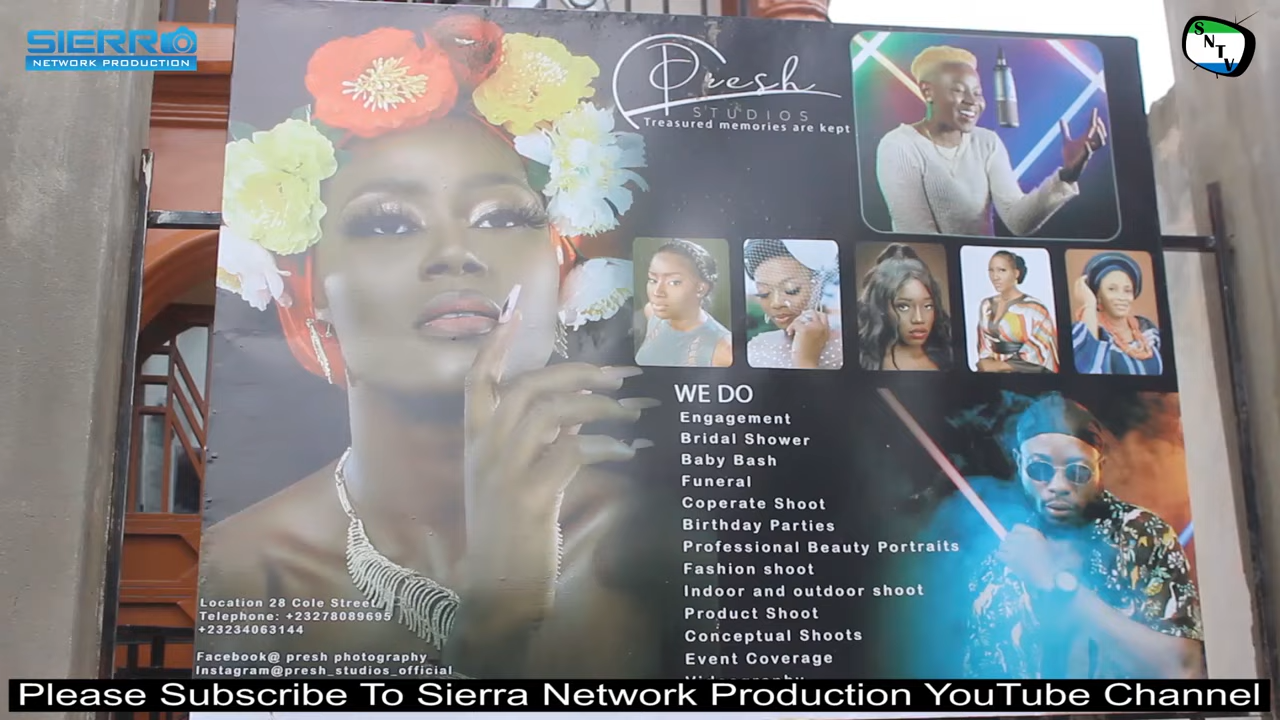 SIERRO
NETWORK PRODUCTION
SNTV
Presh
STUDIOS
Treasured memories are kept
WE DO
Engagement
Bridal Shower
Baby Bash
Funeral
Coperate Shoot
Birthday Parties
Professional Beauty Portraits
Fashion shoot
Indoor and outdoor shoot
Product Shoot
Conceptual Shoots
Event Coverage
Videography
Location 28 Cole Street
Telephone: +23278089695
+23234063144
Facebook@ presh photography
Instagram@presh_studios_official
Please Subscribe To Sierra Network Production YouTube Channel